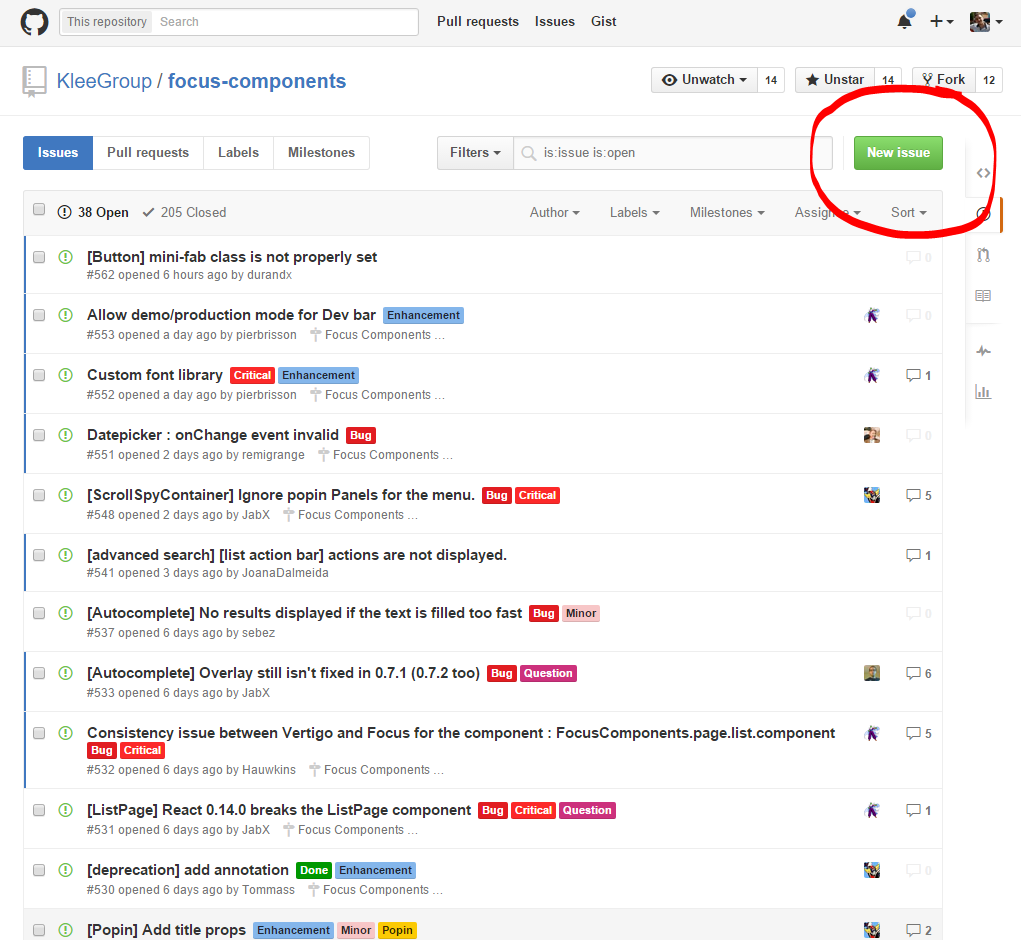 This repository Search Pull requests Issues Gist
KleeGroup / focus-components Unwatch 14 Unstar 14 Fork 12
Issues Pull requests Labels Milestones Filters is:issue is:open New issue
38 Open 205 Closed Author Labels Milestones Sort
[Button] mini-fab class is not properly set 0
#562 opened 6 hours ago by durandx
Allow demo/production mode for Dev bar Enhancement 0
#553 opened a day ago by pierbrisson Focus Components ...
Custom font library Critical Enhancement 1
#552 opened a day ago by pierbrisson Focus Components ...
Datepicker : onChange event invalid Bug 0
#551 opened 2 days ago by remigrange Focus Components ...
[ScrollSpyContainer] Ignore popin Panels for the menu. Bug Critical 5
#548 opened 2 days ago by JabX Focus Components ...
[advanced search] [list action bar] actions are not displayed. 1
#541 opened 3 days ago by JoanaDalmeida
[Autocomplete] No results displayed if the text is filled too fast Bug Minor 0
#537 opened 6 days ago by sebez
[Autocomplete] Overlay still isn't fixed in 0.7.1 (0.7.2 too) Bug Question 6
#533 opened 6 days ago by JabX
Consistency issue between Vertigo and Focus for the component : FocusComponents.page.list.component 5
Bug Critical
#532 opened 6 days ago by Hauwkins Focus Components ...
[ListPage] React 0.14.0 breaks the ListPage component Bug Critical Question 1
#531 opened 6 days ago by JabX Focus Components ...
[deprecation] add annotation Done Enhancement 0
#530 opened 6 days ago by Tommass Focus Components ...
[Popin] Add title props Enhancement Minor Popin 2